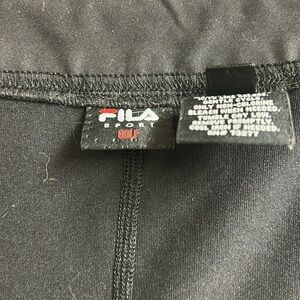 FILA
SPORT
GOLF
ONLY NON-CHLORINE
BLEACH WHEN NEEDED.
TUMBLE DRY LOW.
REMOVE PROMPTLY.
COOL IRON IF NEEDED.